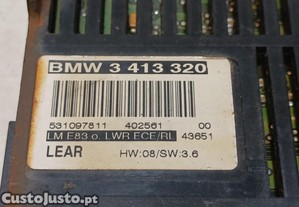 BMW 3 413 320
531097811 402561 00
LM E83 o. LWR ECE/RL 43651
LEAR HW:08/SW:3.6
CustoJusto.pt